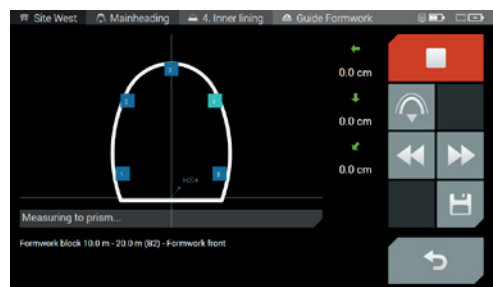 Site West Mainheading 4. Inner lining Guide Formwork
3
0.0 cm
2 4
0.0 cm
0.0 cm
1 5
Measuring to prism...
Formwork block 10.0 m - 20.0 m (B2) - Formwork front